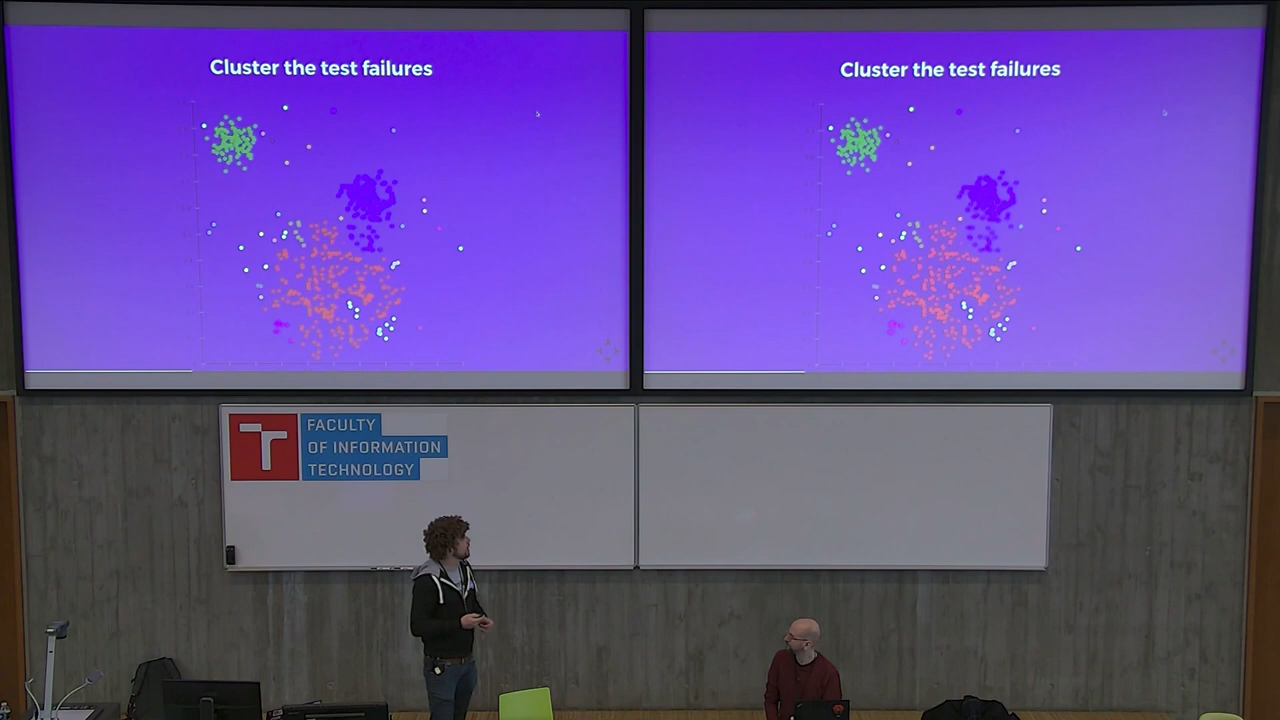 Cluster the test failures
Cluster the test failures
FACULTY
OF INFORMATION
TECHNOLOGY